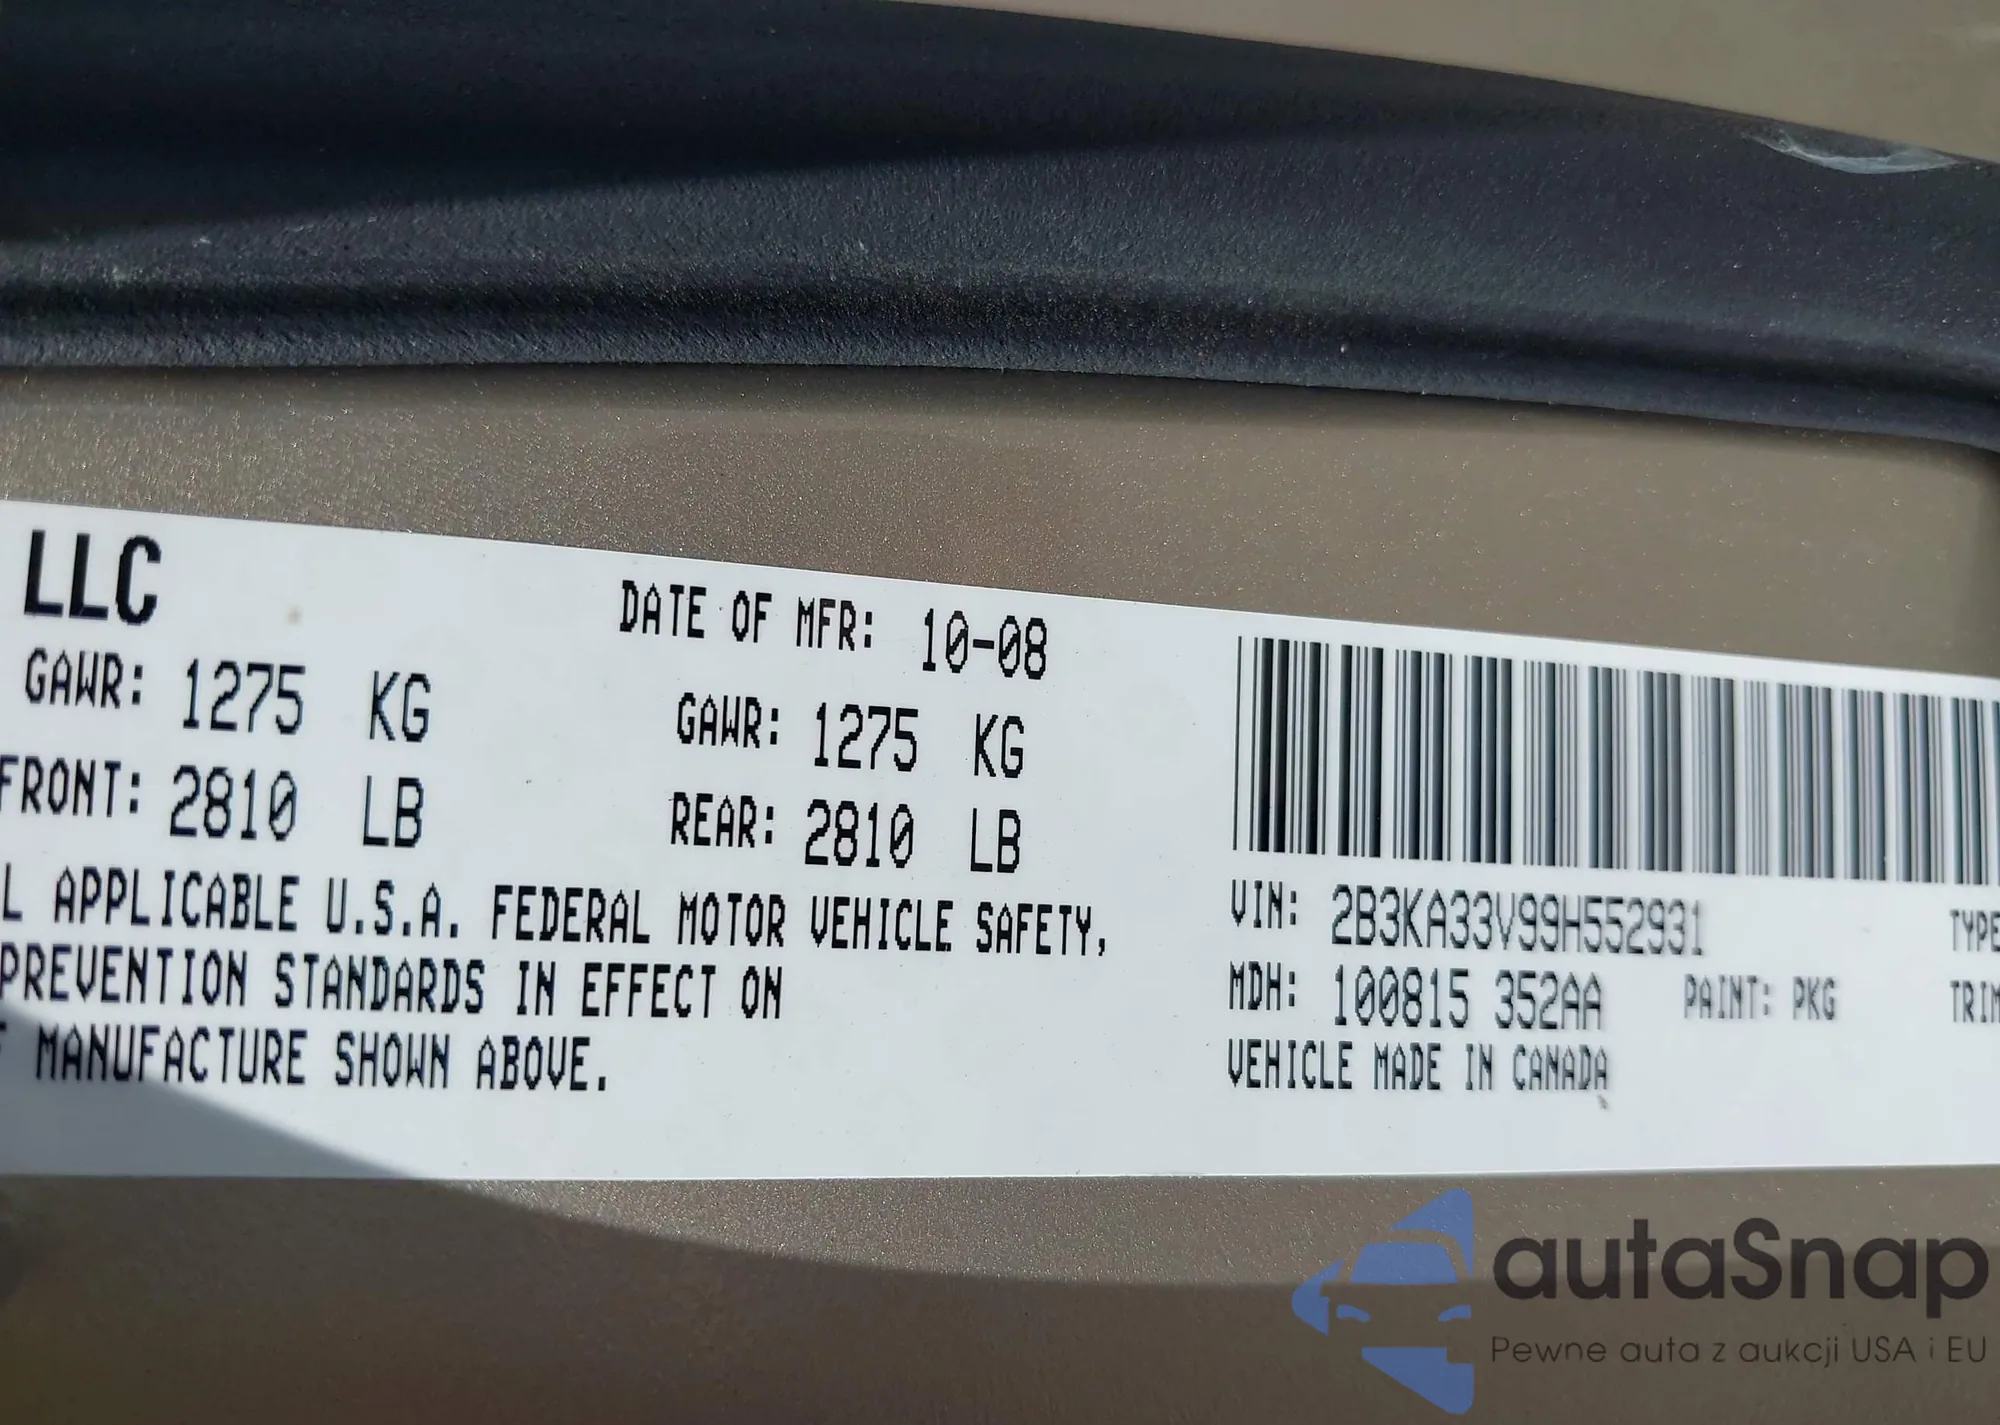 LLC
DATE OF MFR: 10-08
GAWR: 1275 KG
GAWR: 1275 KG
FRONT: 2810 LB
REAR: 2810 LB
L APPLICABLE U.S.A. FEDERAL MOTOR VEHICLE SAFETY,
PREVENTION STANDARDS IN EFFECT ON
F MANUFACTURE SHOWN ABOVE.
VIN: 2B3KA33V99H552931
TYPE
MDH: 100815 352AA
PAINT: PKG
TRIM
VEHICLE MADE IN CANADA
autaSnap
Pewne auta z aukcji USA i EU